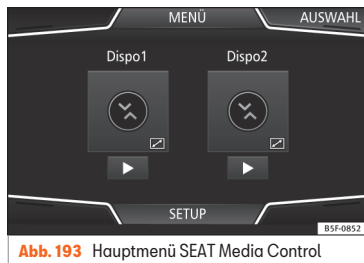 MENÜ AUSWAHL
Dispo1 Dispo2
SETUP
B5F-0852
Abb. 193 Hauptmenü SEAT Media Control